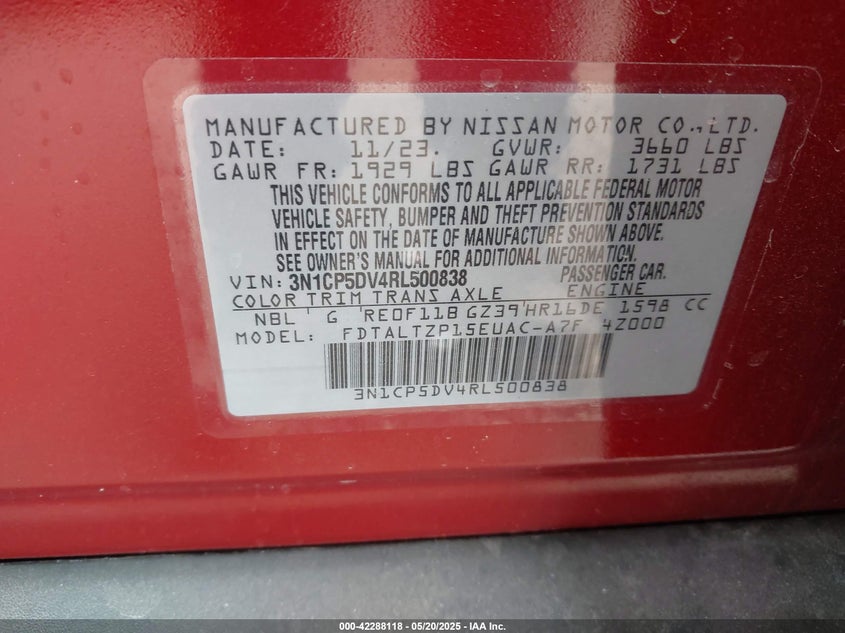 MANUFACTURED BY NISSAN MOTOR CO., LTD.
DATE: 11/23. GVWR: 3660 LBS
GAWR FR: 1929 LBS GAWR RR: 1731 LBS
THIS VEHICLE CONFORMS TO ALL APPLICABLE FEDERAL MOTOR
VEHICLE SAFETY, BUMPER AND THEFT PREVENTION STANDARDS
IN EFFECT ON THE DATE OF MANUFACTURE SHOWN ABOVE.
SEE OWNER'S MANUAL FOR ADDITIONAL INFORMATION.
VIN: 3N1CP5DV4RL500838 PASSENGER CAR.
COLOR TRIM TRANS AXLE ENGINE
NBL G RE0F11B GZ39 HR16DE 1598 CC
MODEL: FDTALTZP15EUAC-A7F 4Z000
3N1CP5DV4RL500838
000-42288118 - 05/20/2025 - IAA Inc.